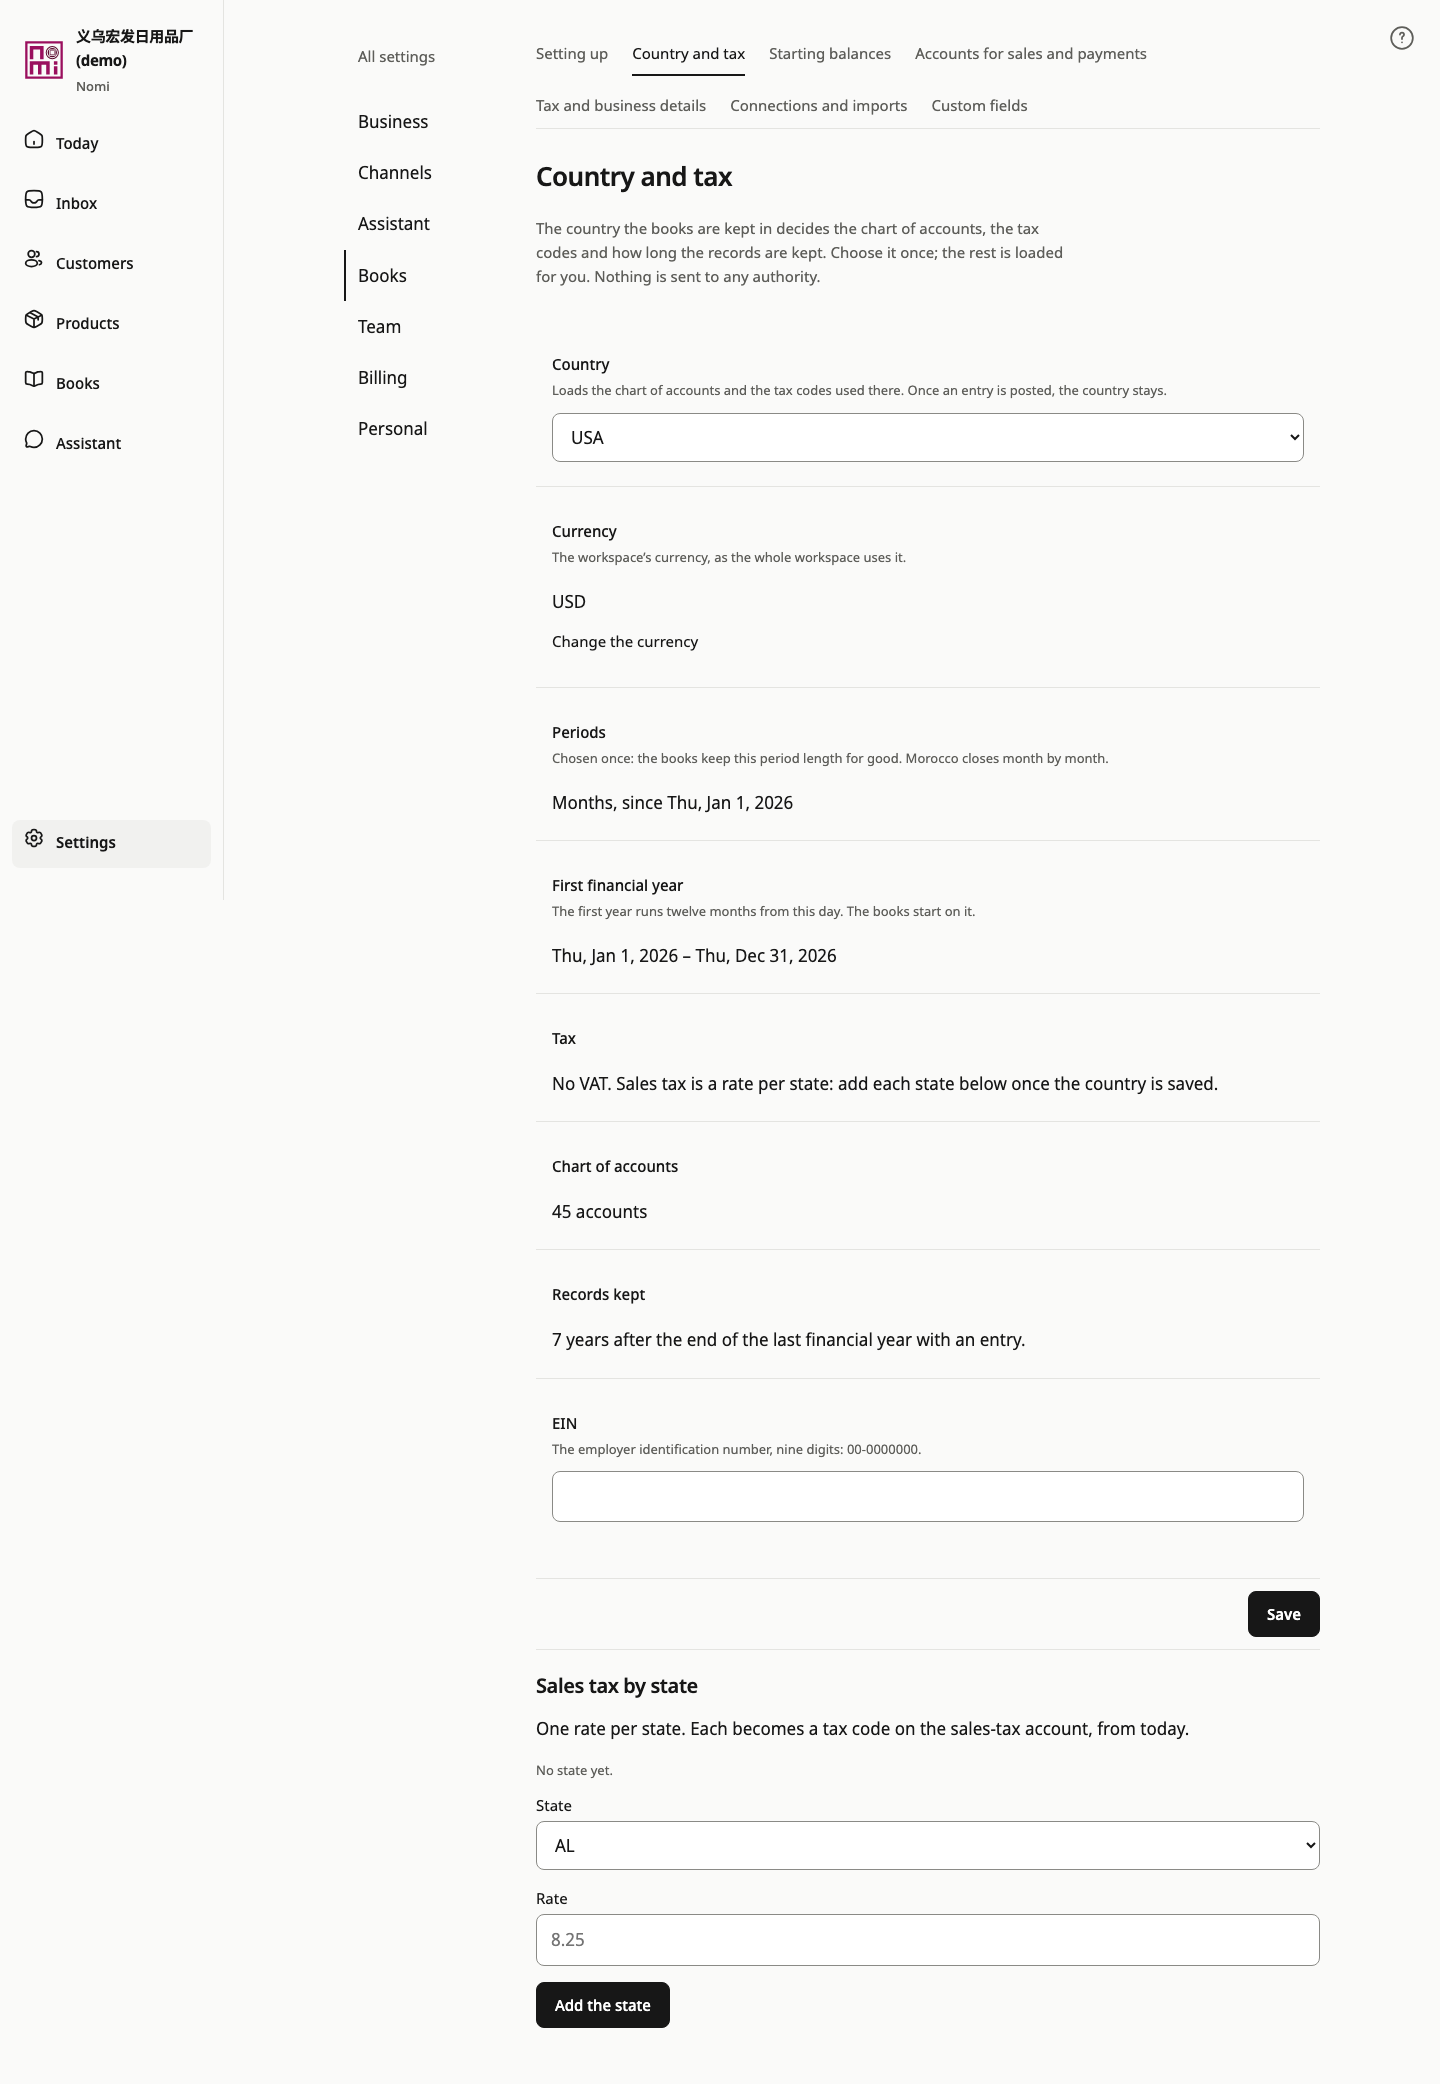 义乌宏发日用品厂
(demo)
Nomi
Today
Inbox
Customers
Products
Books
Assistant
Settings
All settings
Business
Channels
Assistant
Books
Team
Billing
Personal
Setting up
Country and tax
Starting balances
Accounts for sales and payments
Tax and business details
Connections and imports
Custom fields
Country and tax
The country the books are kept in decides the chart of accounts, the tax
codes and how long the records are kept. Choose it once; the rest is loaded
for you. Nothing is sent to any authority.
Country
Loads the chart of accounts and the tax codes used there. Once an entry is posted, the country stays.
USA
Currency
The workspace’s currency, as the whole workspace uses it.
USD
Change the currency
Periods
Chosen once: the books keep this period length for good. Morocco closes month by month.
Months, since Thu, Jan 1, 2026
First financial year
The first year runs twelve months from this day. The books start on it.
Thu, Jan 1, 2026 – Thu, Dec 31, 2026
Tax
No VAT. Sales tax is a rate per state: add each state below once the country is saved.
Chart of accounts
45 accounts
Records kept
7 years after the end of the last financial year with an entry.
EIN
The employer identification number, nine digits: 00-0000000.
Save
Sales tax by state
One rate per state. Each becomes a tax code on the sales-tax account, from today.
No state yet.
State
AL
Rate
8.25
Add the state